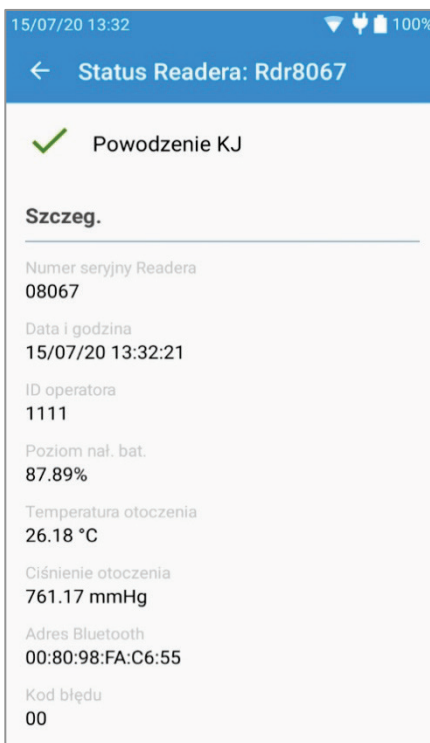 15/07/20 13:32 100%
Status Readera: Rdr8067
Powodzenie KJ
Szczeg.
Numer seryjny Readera
08067
Data i godzina
15/07/20 13:32:21
ID operatora
1111
Poziom nał. bat.
87.89%
Temperatura otoczenia
26.18 °C
Ciśnienie otoczenia
761.17 mmHg
Adres Bluetooth
00:80:98:FA:C6:55
Kod błędu
00